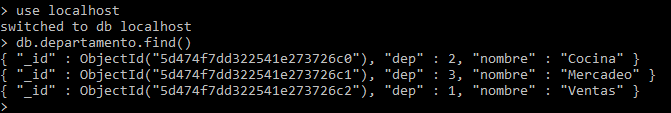 > use localhost
switched to db localhost
> db.departamento.find()
{ "_id" : ObjectId("5d474f7dd322541e273726c0"), "dep" : 2, "nombre" : "Cocina" }
{ "_id" : ObjectId("5d474f7dd322541e273726c1"), "dep" : 3, "nombre" : "Mercadeo" }
{ "_id" : ObjectId("5d474f7dd322541e273726c2"), "dep" : 1, "nombre" : "Ventas" }
>